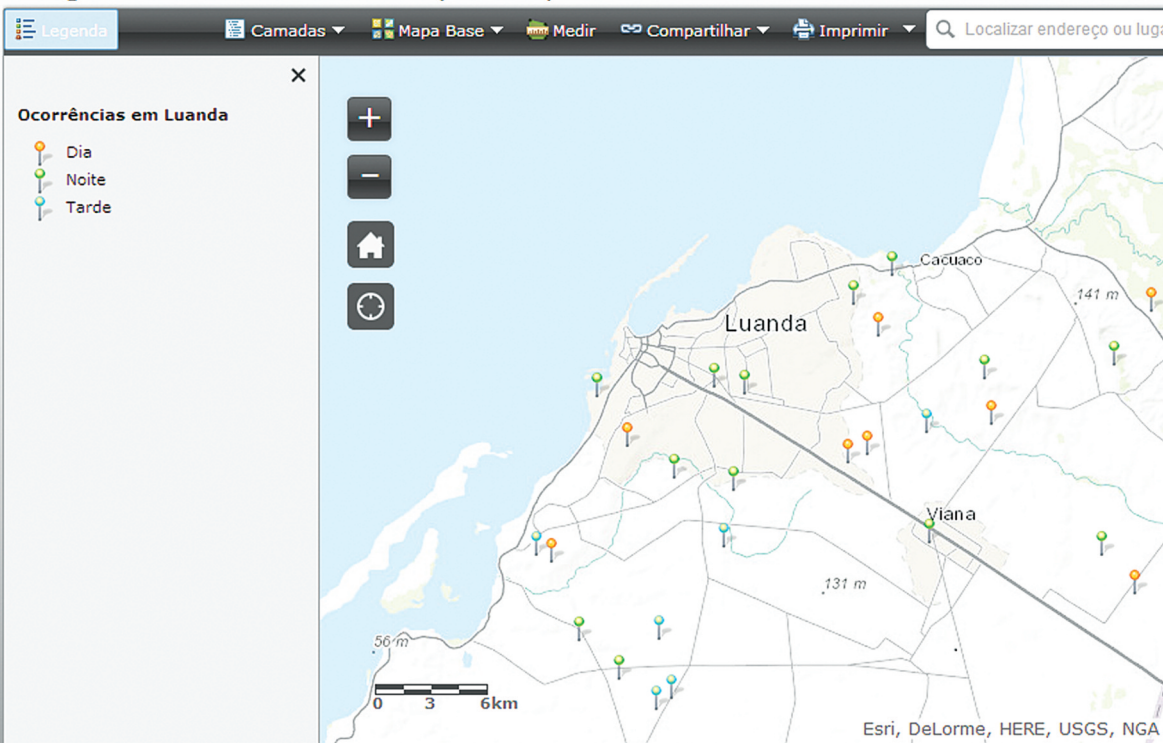 Legenda
Camadas
Mapa Base
Medir
Compartilhar
Imprimir
Localizar endereço ou luga
Ocorrências em Luanda
Dia
Noite
Tarde
Cacuaco
141 m
Luanda
Viana
131 m
56 m
0 3 6km
Esri, DeLorme, HERE, USGS, NGA